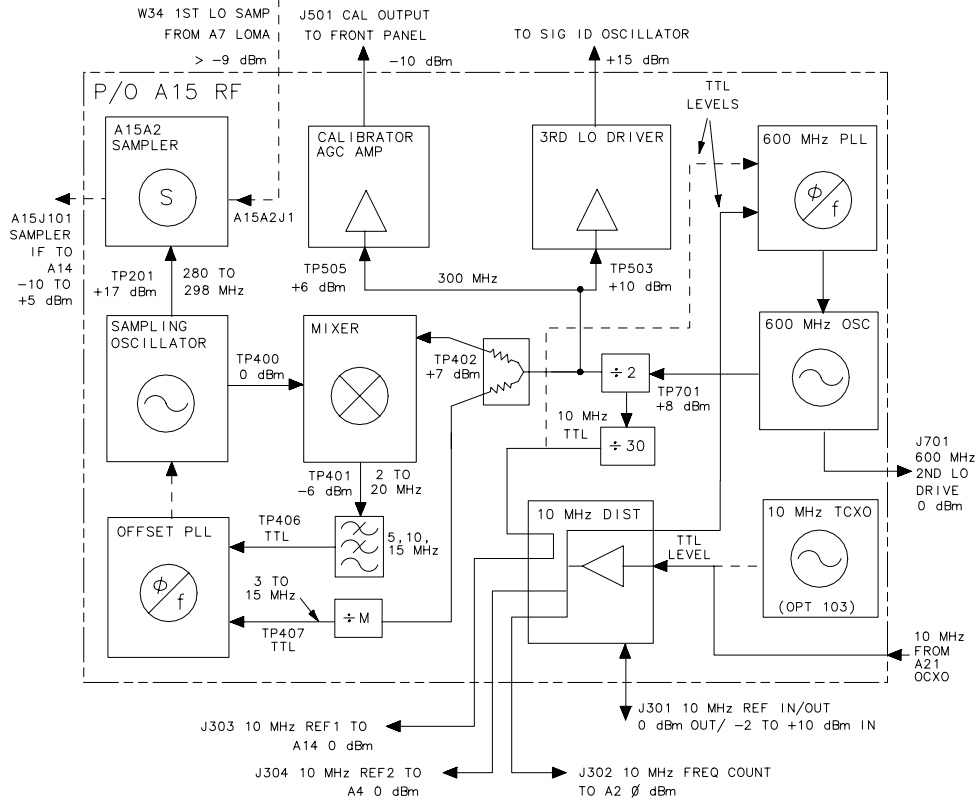 W34 1ST LO SAMP
FROM A7 LOMA
> -9 dBm
J501 CAL OUTPUT
TO FRONT PANEL
-10 dBm
TO SIG ID OSCILLATOR
+15 dBm
TTL
LEVELS
P/O A15 RF
A15A2
SAMPLER
S
A15A2J1
CALIBRATOR
AGC AMP
3RD LO DRIVER
600 MHz PLL
ϕ/f
A15J101
SAMPLER
IF TO
A14
-10 TO
+5 dBm
TP201
+17 dBm
280 TO
298 MHz
TP505
+6 dBm
300 MHz
TP503
+10 dBm
SAMPLING
OSCILLATOR
TP400
0 dBm
MIXER
TP402
+7 dBm
÷2
TP701
+8 dBm
600 MHz OSC
10 MHz
TTL
÷30
J701
600 MHz
2ND LO
DRIVE
0 dBm
TP401
-6 dBm
2 TO
20 MHz
OFFSET PLL
ϕ/f
TP406
TTL
5,10,
15 MHz
3 TO
15 MHz
TP407
TTL
÷M
10 MHz DIST
TTL
LEVEL
10 MHz TCXO
(OPT 103)
10 MHz
FROM
A21
OCXO
J301 10 MHz REF IN/OUT
0 dBm OUT/ -2 TO +10 dBm IN
J303 10 MHz REF1 TO
A14 0 dBm
J304 10 MHz REF2 TO
A4 0 dBm
J302 10 MHz FREQ COUNT
TO A2 Ø dBm